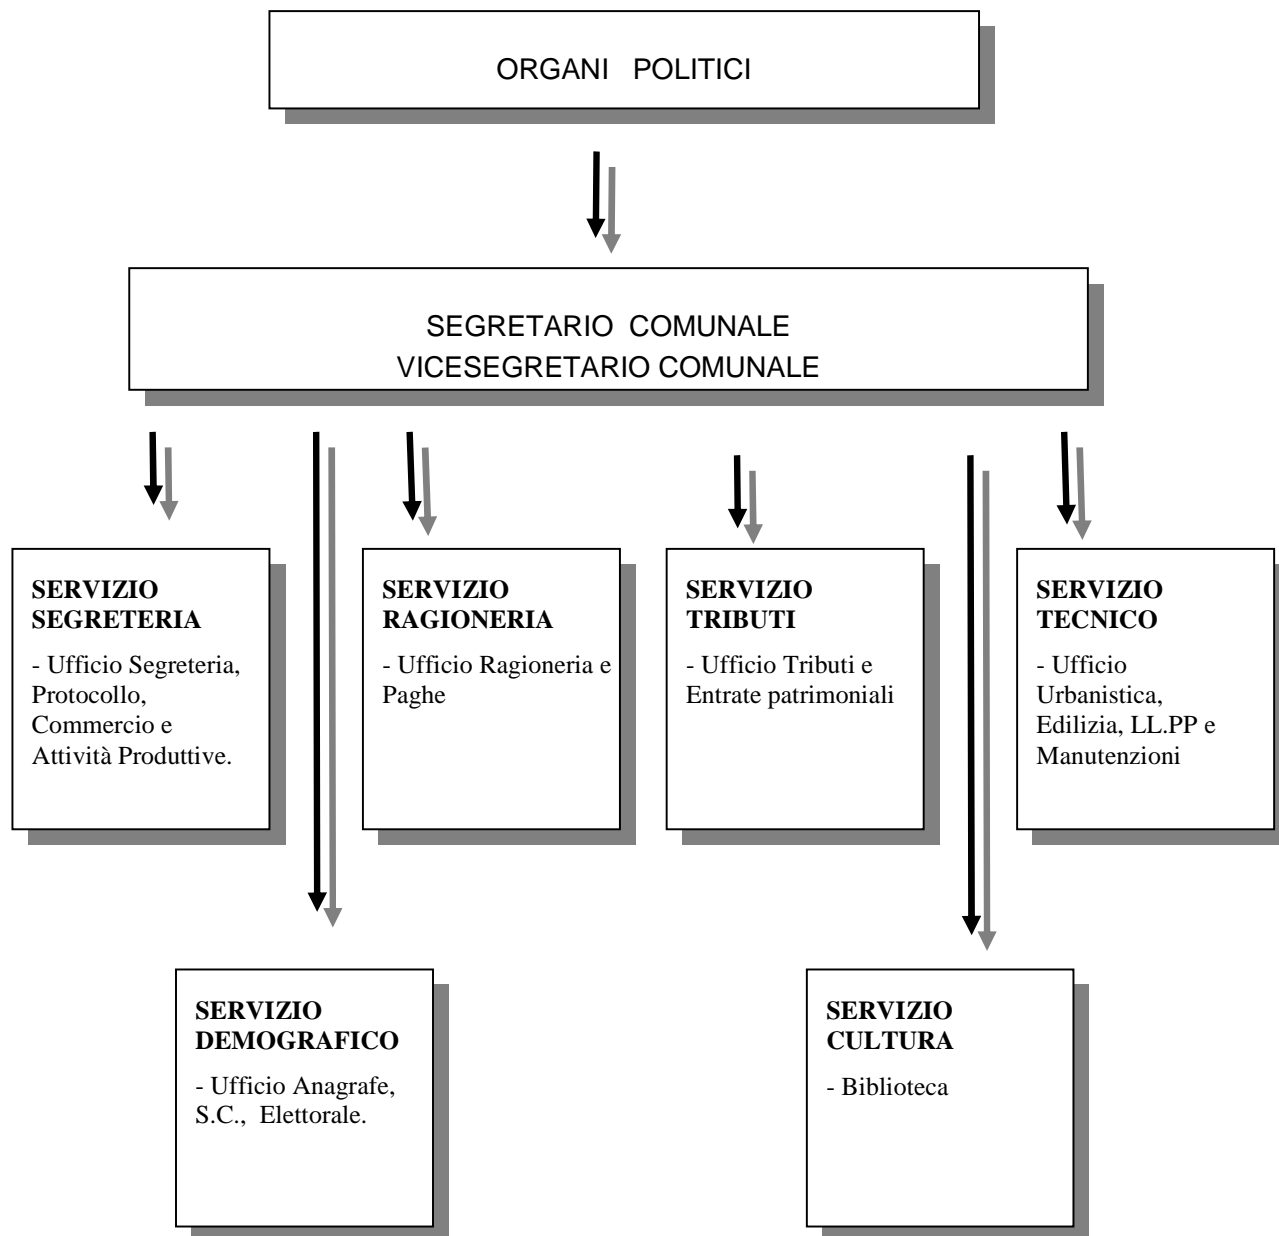 ORGANI POLITICI
SEGRETARIO COMUNALE
VICESEGRETARIO COMUNALE
SERVIZIO
SEGRETERIA
- Ufficio Segreteria,
Protocollo,
Commercio e
Attività Produttive.
SERVIZIO
RAGIONERIA
- Ufficio Ragioneria e
Paghe
SERVIZIO
TRIBUTI
- Ufficio Tributi e
Entrate patrimoniali
SERVIZIO
TECNICO
- Ufficio
Urbanistica,
Edilizia, LL.PP e
Manutenzioni
SERVIZIO
DEMOGRAFICO
- Ufficio Anagrafe,
S.C., Elettorale.
SERVIZIO
CULTURA
- Biblioteca